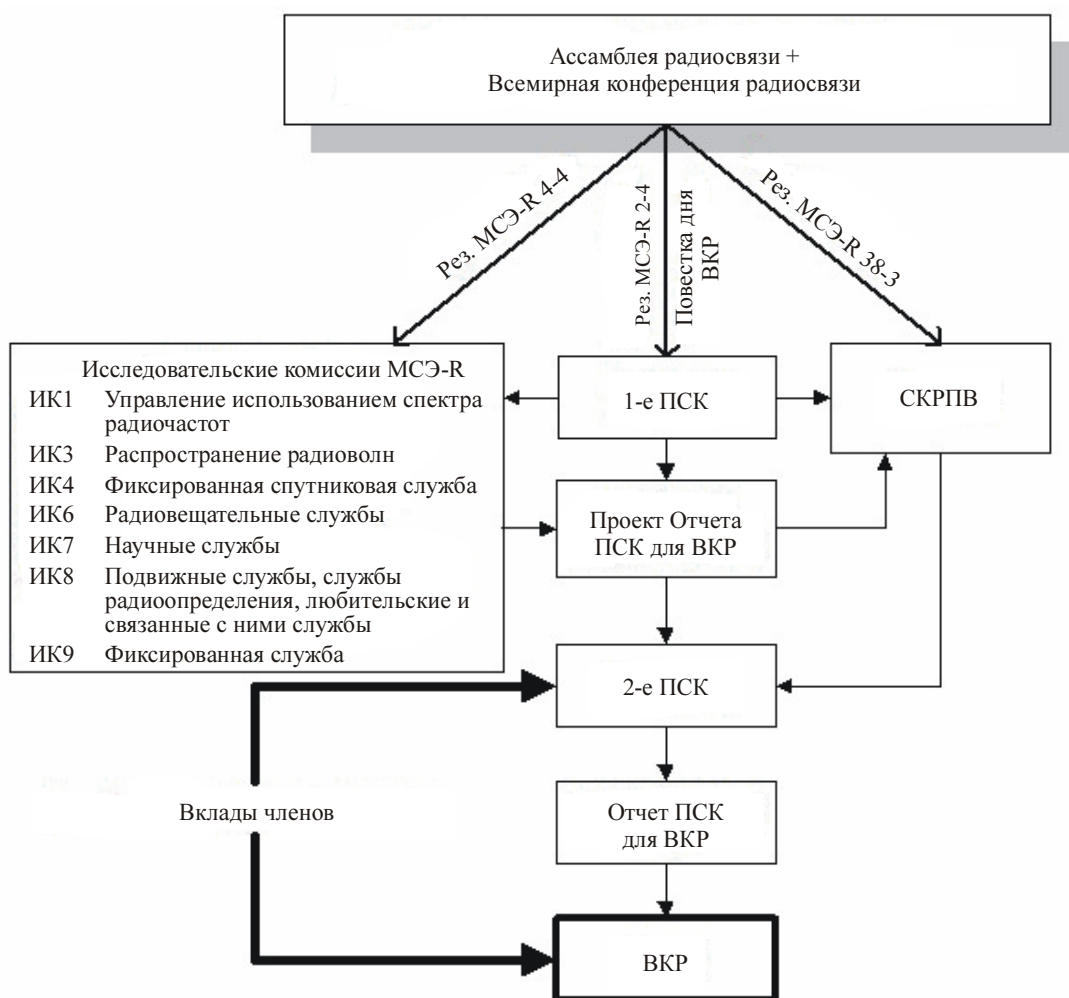 Ассамблея радиосвязи +
Всемирная конференция радиосвязи
Рез. МСЭ-R 4-4
Рез. МСЭ-R 2-4
Повестка дня
ВКР
Рез. МСЭ-R 38-3
Исследовательские комиссии МСЭ-R
ИК1 Управление использованием спектра
радиочастот
ИК3 Распространение радиоволн
ИК4 Фиксированная спутниковая служба
ИК6 Радиовещательные службы
ИК7 Научные службы
ИК8 Подвижные службы, службы
радиоопределения, любительские и
связанные с ними службы
ИК9 Фиксированная служба
1-е ПСК
СКРПВ
Проект Отчета
ПСК для ВКР
2-е ПСК
Вклады членов
Отчет ПСК
для ВКР
ВКР